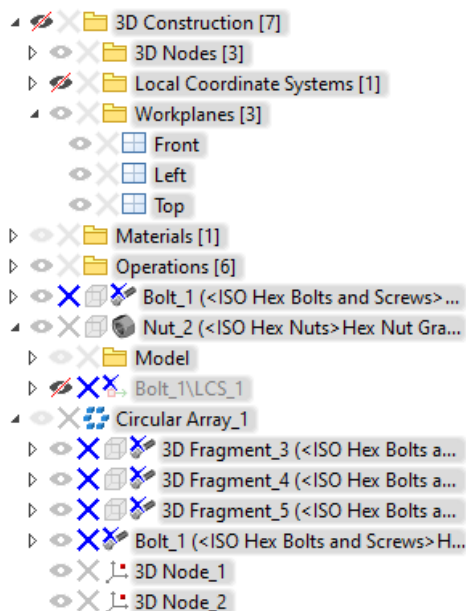 3D Construction [7]
3D Nodes [3]
Local Coordinate Systems [1]
Workplanes [3]
Front
Left
Top
Materials [1]
Operations [6]
Bolt_1 (<ISO Hex Bolts and Screws>...
Nut_2 (<ISO Hex Nuts>Hex Nut Gra...
Model
Bolt_1\LCS_1
Circular Array_1
3D Fragment_3 (<ISO Hex Bolts a...
3D Fragment_4 (<ISO Hex Bolts a...
3D Fragment_5 (<ISO Hex Bolts a...
Bolt_1 (<ISO Hex Bolts and Screws>H...
3D Node_1
3D Node_2